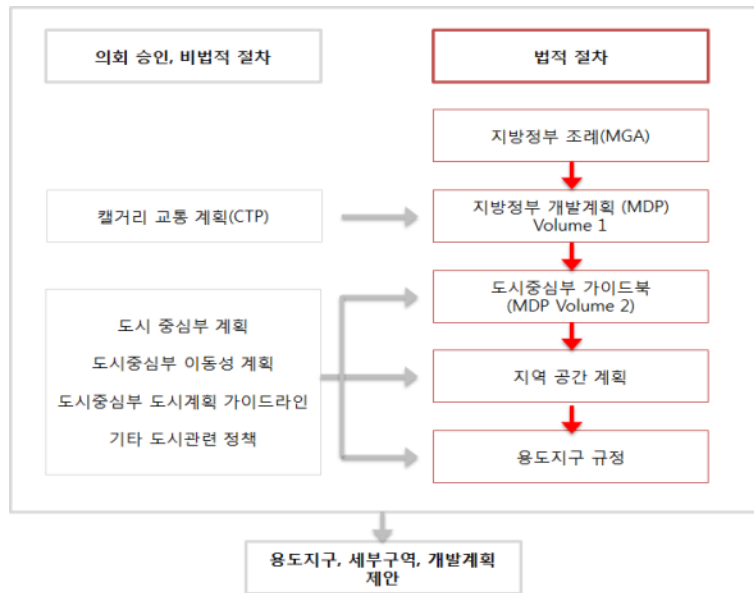 의회 승인, 비법적 절차
법적 절차
지방정부 조례(MGA)
캘거리 교통 계획(CTP)
지방정부 개발계획 (MDP)
Volume 1
도시 중심부 계획
도시중심부 이동성 계획
도시중심부 도시계획 가이드라인
기타 도시관련 정책
도시중심부 가이드북
(MDP Volume 2)
지역 공간 계획
용도지구 규정
용도지구, 세부구역, 개발계획
제안